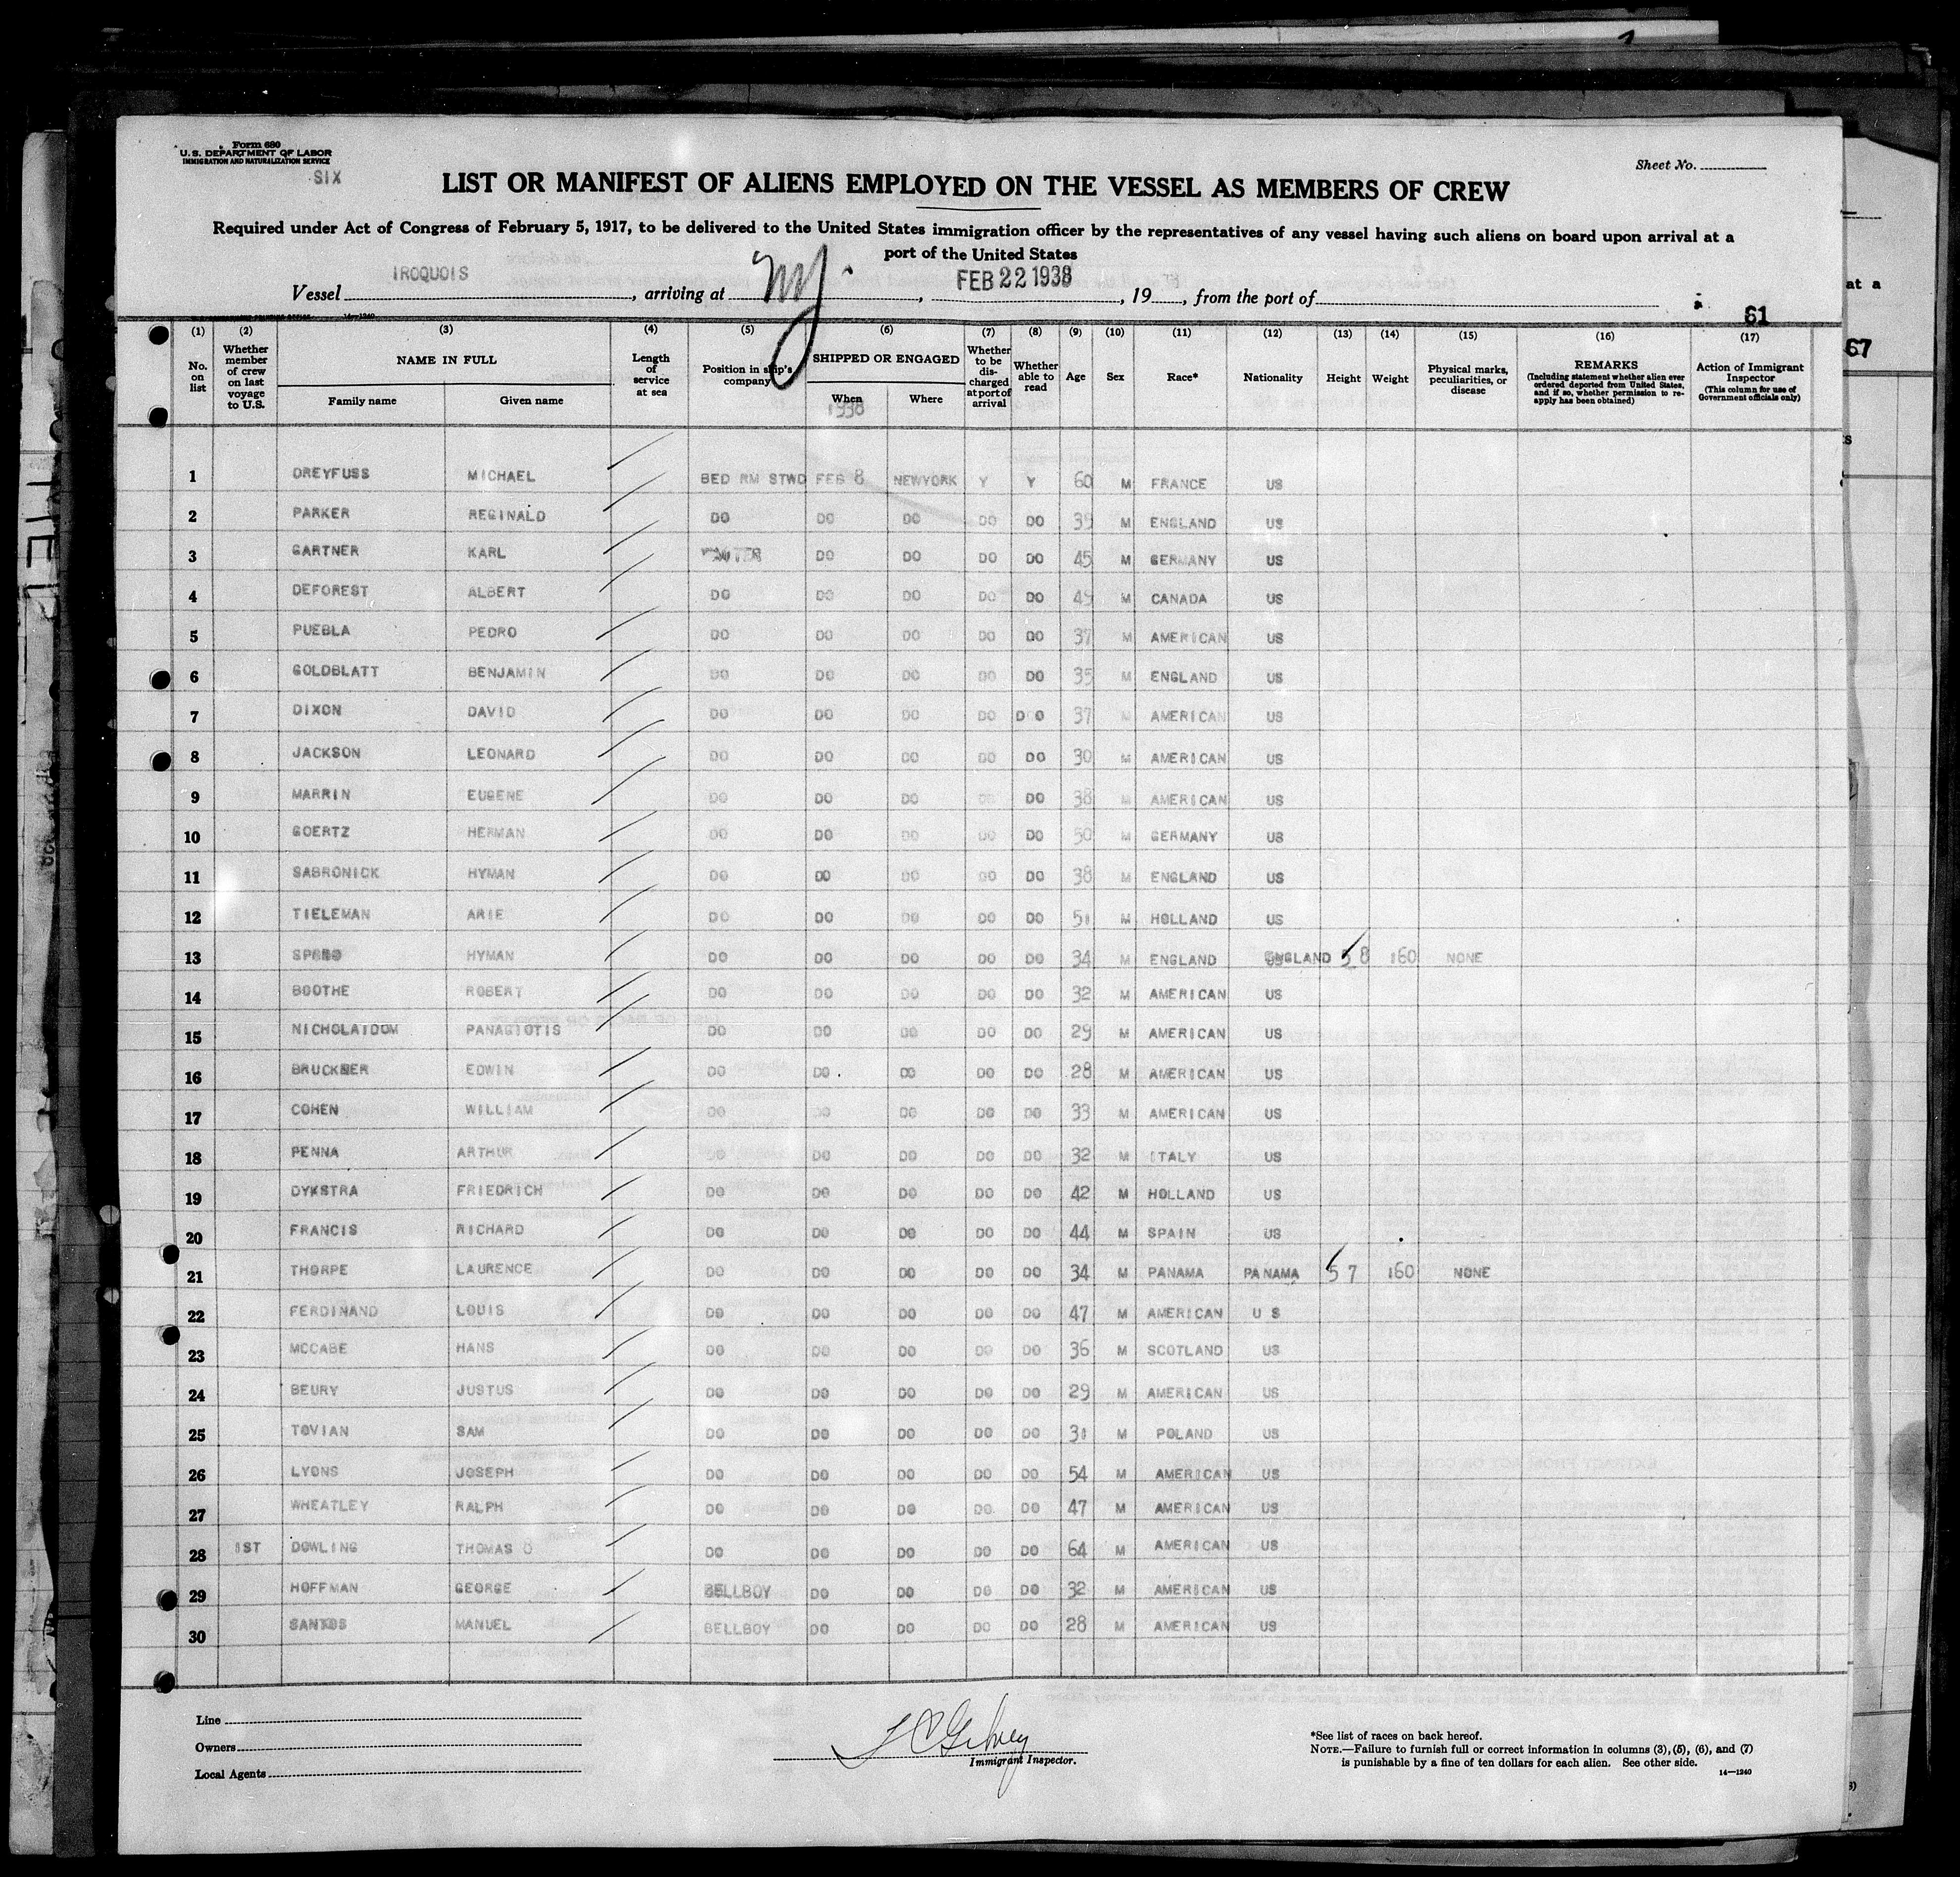 Form 680
U.S. DEPARTMENT OF LABOR
IMMIGRATION AND NATURALIZATION SERVICE
SIX
Sheet No.
LIST OR MANIFEST OF ALIENS EMPLOYED ON THE VESSEL AS MEMBERS OF CREW
Required under Act of Congress of February 5, 1917, to be delivered to the United States immigration officer by the representatives of any vessel having such aliens on board upon arrival at a
port of the United States
Vessel IROQUOIS, arriving at NY., FEB 22 1938, 19, from the port of
61
(1) (2) (3) (4) (5) (6) (7) (8) (9) (10) (11) (12) (13) (14) (15) (16) (17)
No. on list Whether member of crew on last voyage to U.S. NAME IN FULL Family name Given name Length of service at sea Position in ship's company SHIPPED OR ENGAGED When Where Whether to be discharged at port of arrival Whether able to read Age Sex Race* Nationality Height Weight Physical marks, peculiarities, or disease REMARKS (Including statement whether alien ever ordered deported from United States, and if so, whether permission to re-apply has been obtained) Action of Immigrant Inspector (This column for use of Government officials only)
1938
1 DREYFUSS MICHAEL BED RM STWD FEB 8 NEWYORK Y Y 60 M FRANCE US
2 PARKER REGINALD DO DO DO DO DO 39 M ENGLAND US
3 GARTNER KARL DO DO DO DO 45 M GERMANY US
4 DEFOREST ALBERT DO DO DO DO DO 49 M CANADA US
5 PUEBLA PEDRO DO DO DO DO DO 37 M AMERICAN US
6 GOLDBLATT BENJAMIN DO DO DO DO DO 35 M ENGLAND US
7 DIXON DAVID DO DO DO DO DO 37 M AMERICAN US
8 JACKSON LEONARD DO DO DO DO DO 30 M AMERICAN US
9 MARRIN EUGENE DO DO DO DO DO 38 M AMERICAN US
10 GOERTZ HERMAN DO DO DO DO DO 50 M GERMANY US
11 SABRONICK HYMAN DO DO DO DO DO 38 M ENGLAND US
12 TIELEMAN ARIE DO DO DO DO DO 51 M HOLLAND US
13 HYMAN DO DO DO DO DO 34 M ENGLAND ENGLAND 5 8 160 NONE
14 BOOTHE ROBERT DO DO DO DO DO 32 M AMERICAN US
15 NICHOLAIDOM PANAGIOTIS DO DO DO DO DO 29 M AMERICAN US
16 BRUCKNER EDWIN DO DO DO DO DO 28 M AMERICAN US
17 COHEN WILLIAM DO DO DO DO DO 33 M AMERICAN US
18 PENNA ARTHUR DO DO DO DO DO 32 M ITALY US
19 DYKSTRA FRIEDRICH DO DO DO DO DO 42 M HOLLAND US
20 FRANCIS RICHARD DO DO DO DO DO 44 M SPAIN US
21 THORPE LAURENCE DO DO DO DO DO 34 M PANAMA PANAMA 5 7 160 NONE
22 FERDINAND LOUIS DO DO DO DO DO 47 M AMERICAN U S
23 MCCABE HANS DO DO DO DO DO 36 M SCOTLAND US
24 BEURY JUSTUS DO DO DO DO DO 29 M AMERICAN US
25 TOVIAN SAM DO DO DO DO DO 31 M POLAND US
26 LYONS JOSEPH DO DO DO DO DO 54 M AMERICAN US
27 WHEATLEY RALPH DO DO DO DO DO 47 M AMERICAN US
28 1ST DOWLING THOMAS DO DO DO DO DO 64 M AMERICAN US
29 HOFFMAN GEORGE BELLBOY DO DO DO DO 32 M AMERICAN US
30 SANTOS MANUEL BELLBOY DO DO DO DO 28 M AMERICAN US
Line
Owners
Local Agents
Immigrant Inspector.
*See list of races on back hereof.
NOTE.—Failure to furnish full or correct information in columns (3), (5), (6), and (7)
is punishable by a fine of ten dollars for each alien. See other side.
14—1240
at a
67